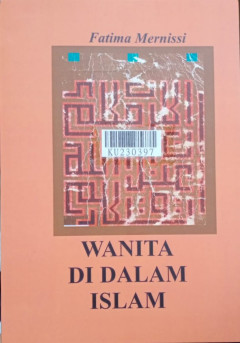 Fatima Mernissi
KU230397
WANITA
DI DALAM
ISLAM